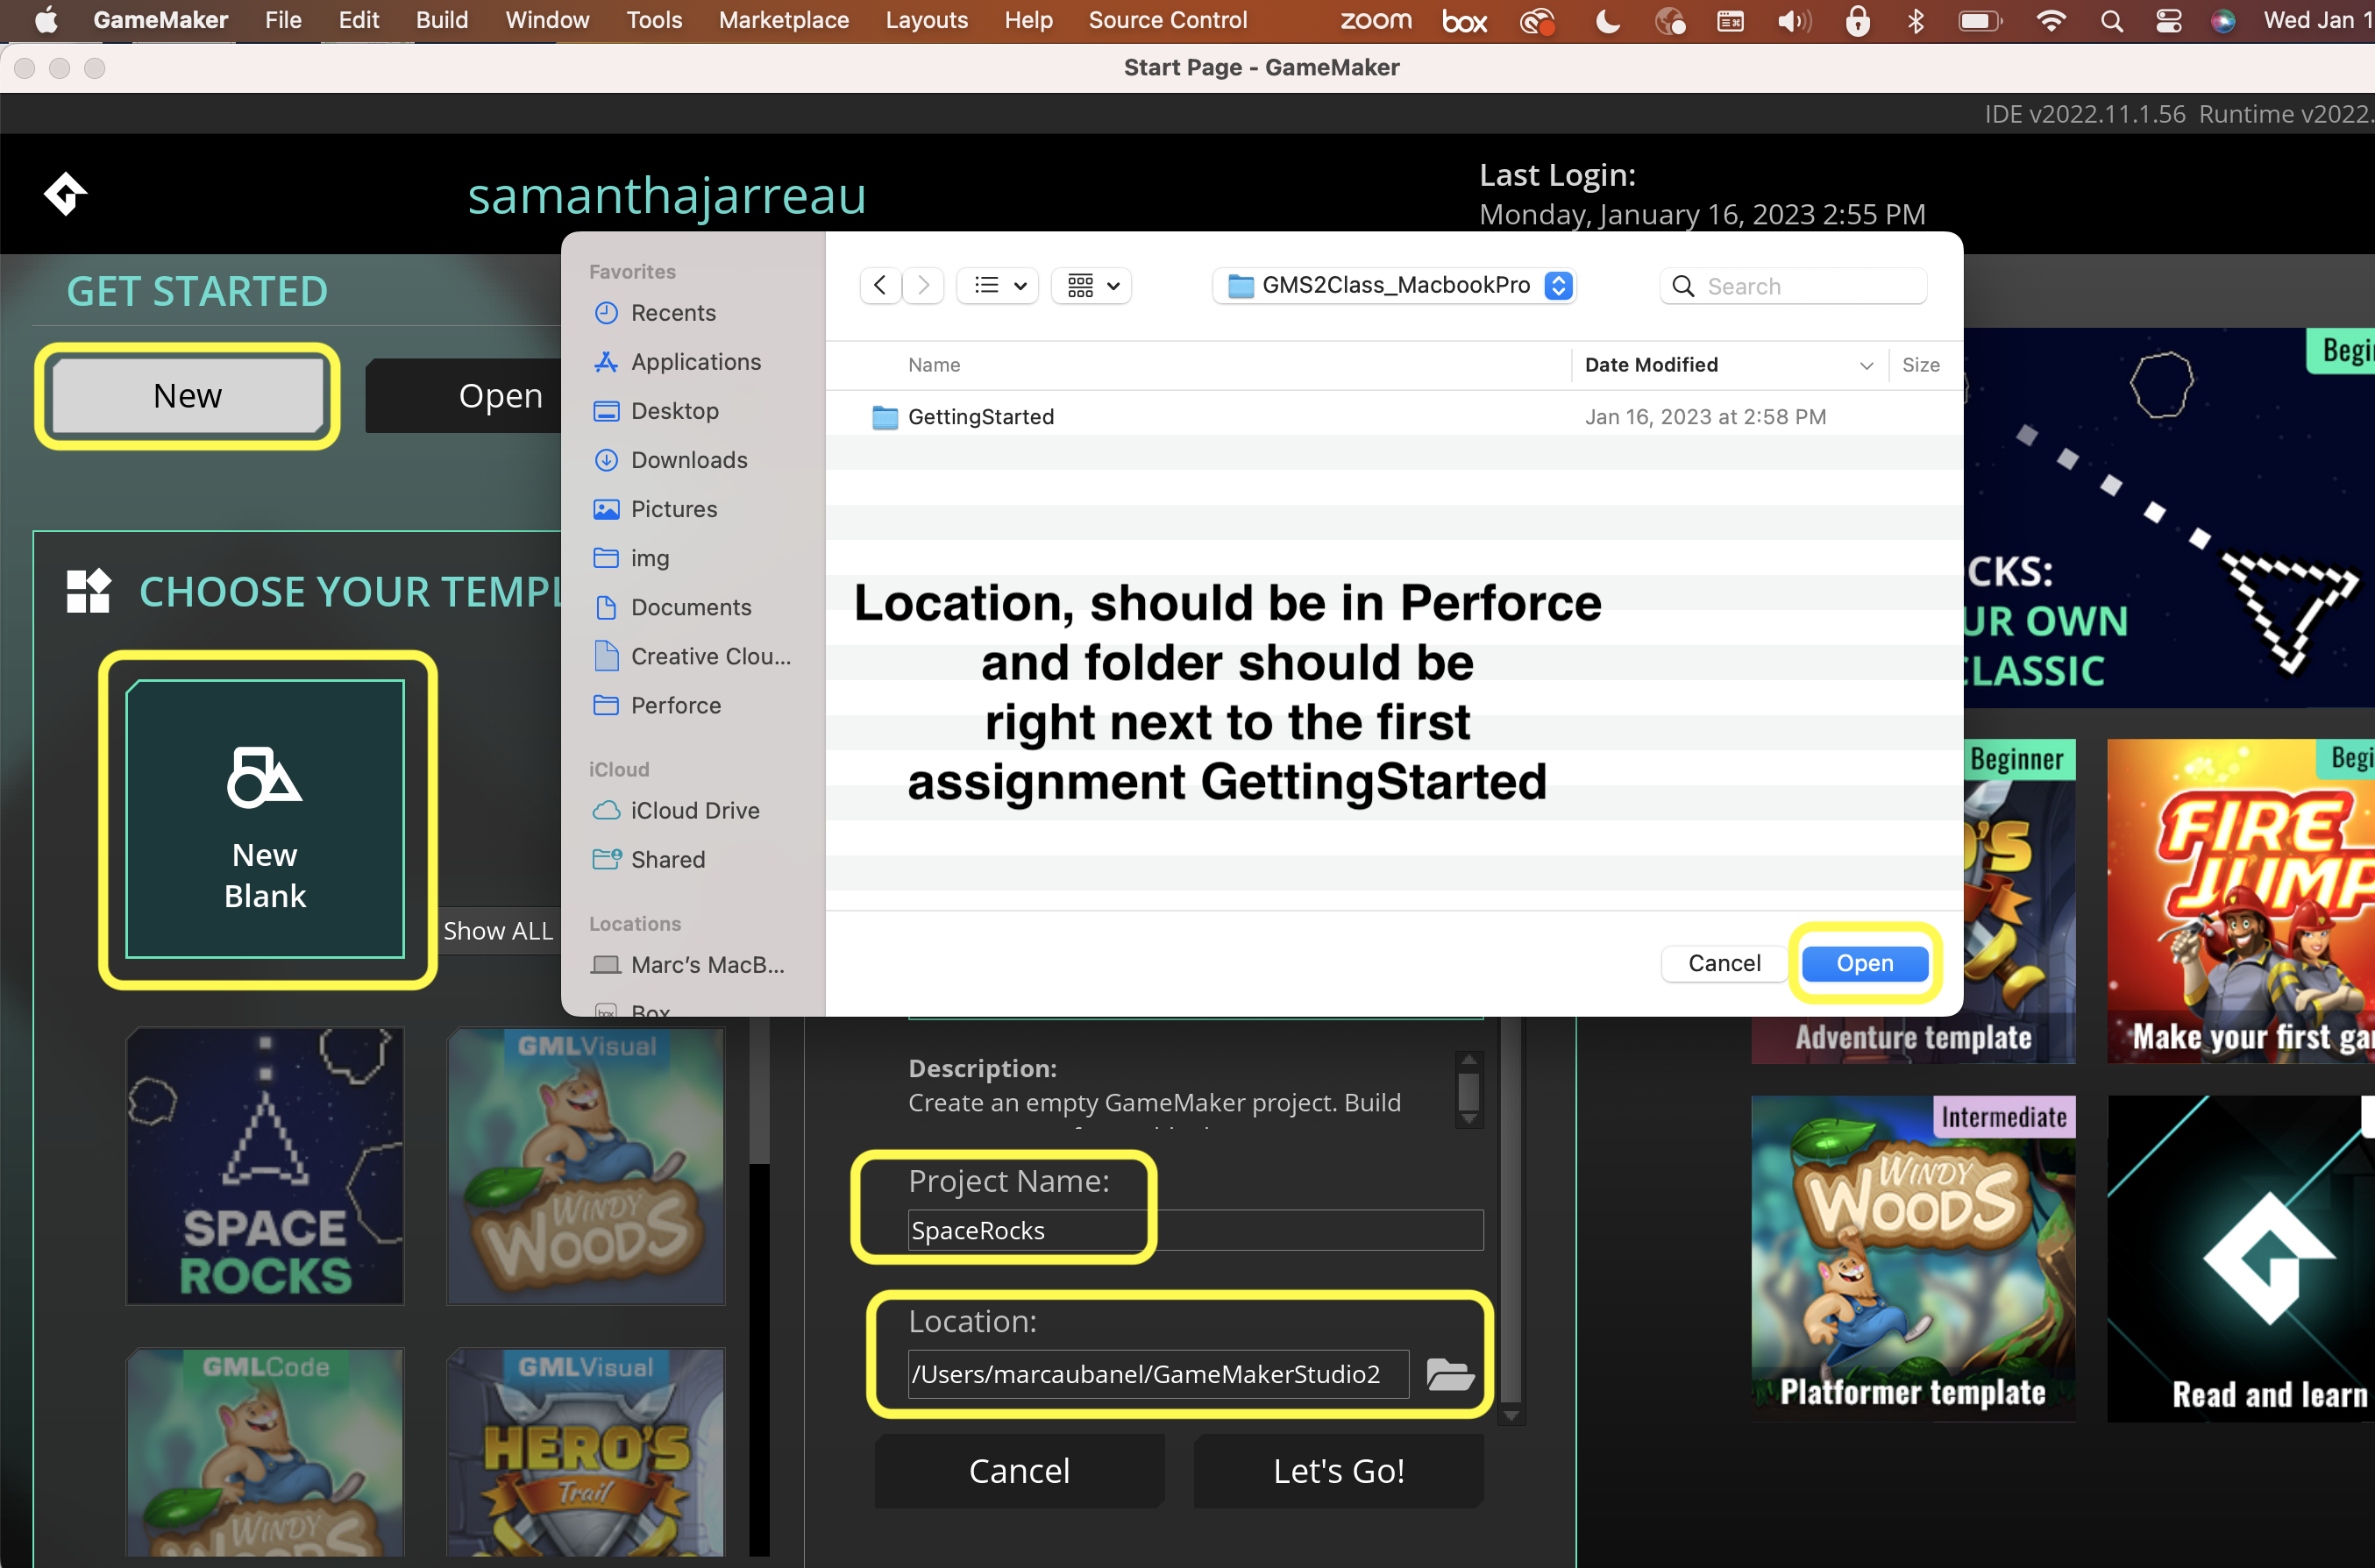 GameMaker File Edit Build Window Tools Marketplace Layouts Help Source Control zoom box Wed Jan 1
Start Page - GameMaker
IDE v2022.11.1.56 Runtime v2022.
samanthajarreau
Last Login:
Monday, January 16, 2023 2:55 PM
GET STARTED
New
Open
CHOOSE YOUR TEMPL
New
Blank
Show ALL
SPACE
ROCKS
GMLVisual
WINDY
WOODS
GMLCode
WINDY
GMLVisual
HERO'S
Trail
Favorites
Recents
Applications
Desktop
Downloads
Pictures
img
Documents
Creative Clou...
Perforce
iCloud
iCloud Drive
Shared
Locations
Marc's MacB...
Box
GMS2Class_MacbookPro
Search
Name Date Modified Size
GettingStarted Jan 16, 2023 at 2:58 PM
Location, should be in Perforce
and folder should be
right next to the first
assignment GettingStarted
Cancel
Open
Description:
Create an empty GameMaker project. Build
Project Name:
SpaceRocks
Location:
/Users/marcaubanel/GameMakerStudio2
Cancel
Let's Go!
Begi
CKS:
UR OWN
CLASSIC
Beginner
'S
Adventure template
Begi
FIRE
JUMP
Make your first ga
Intermediate
WINDY
WOODS
Platformer template
Read and learn